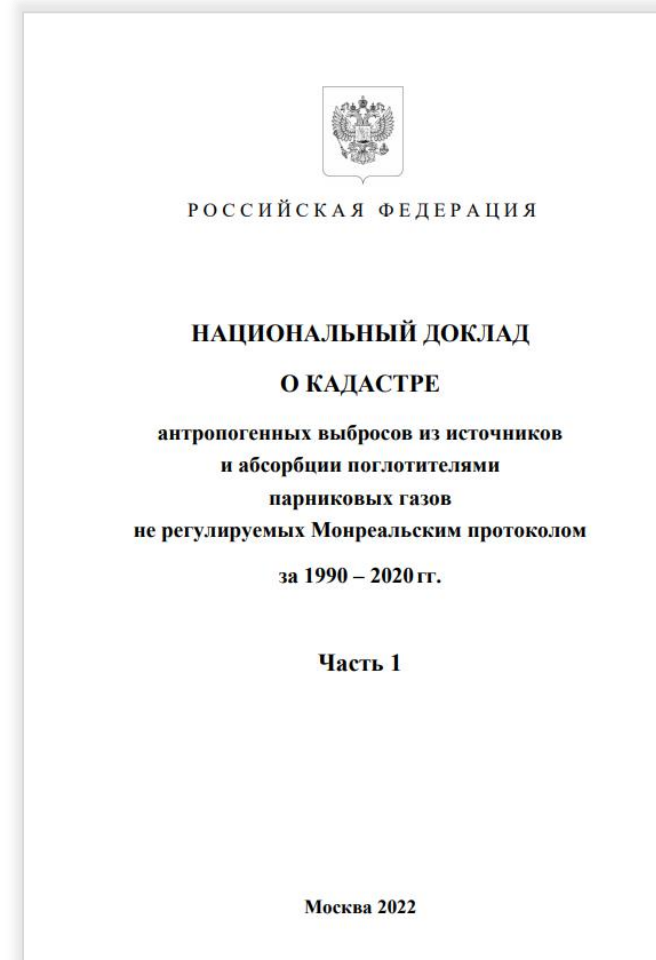 РОССИЙСКАЯ ФЕДЕРАЦИЯ
НАЦИОНАЛЬНЫЙ ДОКЛАД
О КАДАСТРЕ
антропогенных выбросов из источников
и абсорбции поглотителями
парниковых газов
не регулируемых Монреальским протоколом
за 1990 – 2020 гг.
Часть 1
Москва 2022